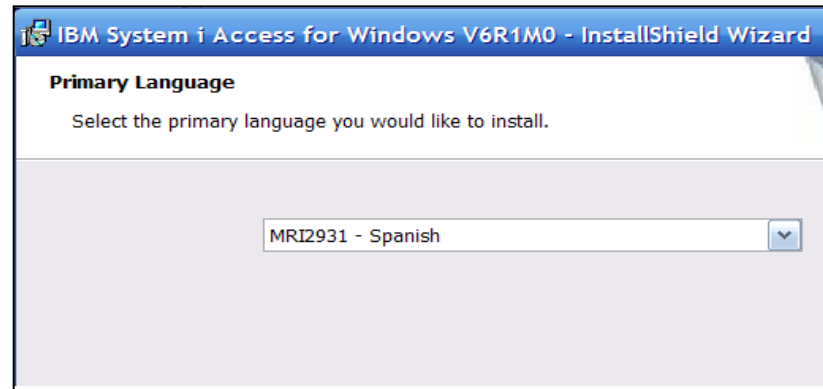 IBM System i Access for Windows V6R1M0 - InstallShield Wizard
Primary Language
Select the primary language you would like to install.
MRI2931 - Spanish